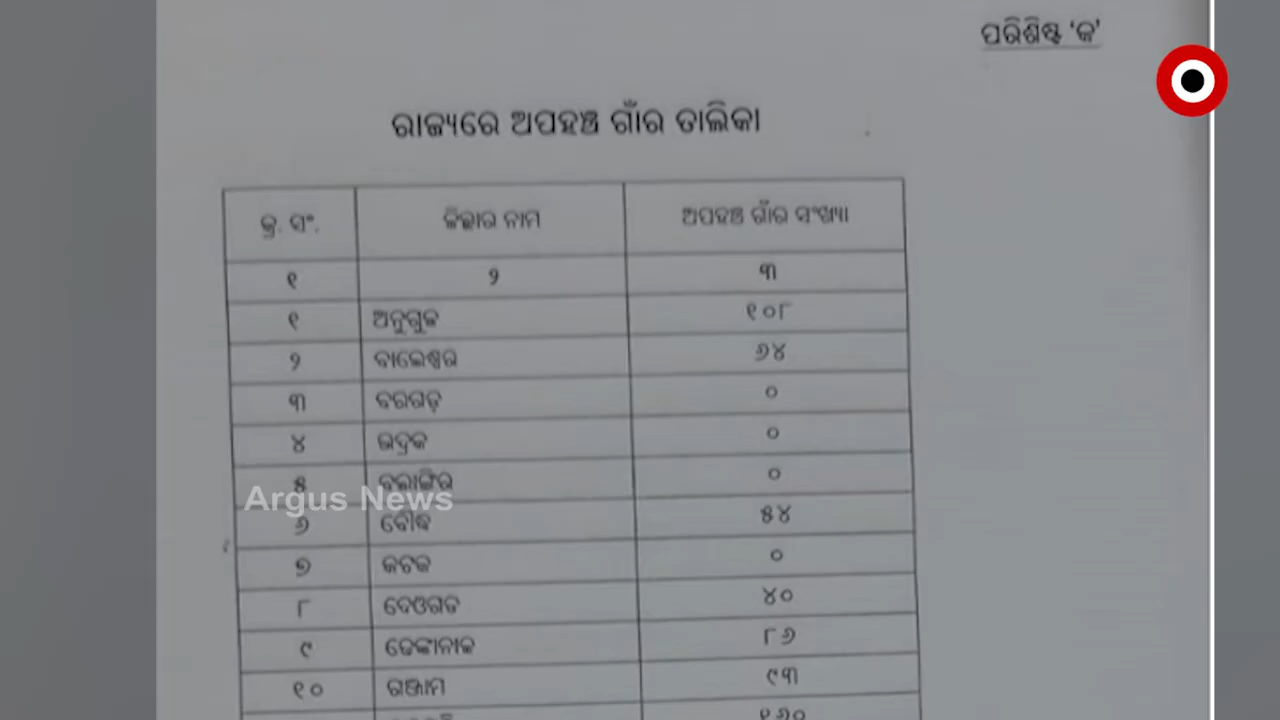 ପରିଶିଷ୍ଟ ‘କ’
ରାଜ୍ୟରେ ଅପହଞ୍ଚ ଗାଁର ତାଲିକା
କ୍ର. ସଂ. ଜିଲ୍ଲାର ନାମ ଅପହଞ୍ଚ ଗାଁର ସଂଖ୍ୟା
୧ ୨ ୩
୧ ଅନୁଗୁଳ ୧୦୮
୨ ବାଲେଶ୍ୱର ୬୪
୩ ବରଗଡ଼ ୦
୪ ଭଦ୍ରକ ୦
୫ ବଲାଙ୍ଗିର ୦
Argus News
୬ ବୌଦ୍ଧ ୫୪
୭ କଟକ ୦
୮ ଦେଓଗଡ ୪୦
୯ ଢେଙ୍କାନାଳ ୮୬
୧୦ ଗଞ୍ଜାମ ୯୩
୧୬୦